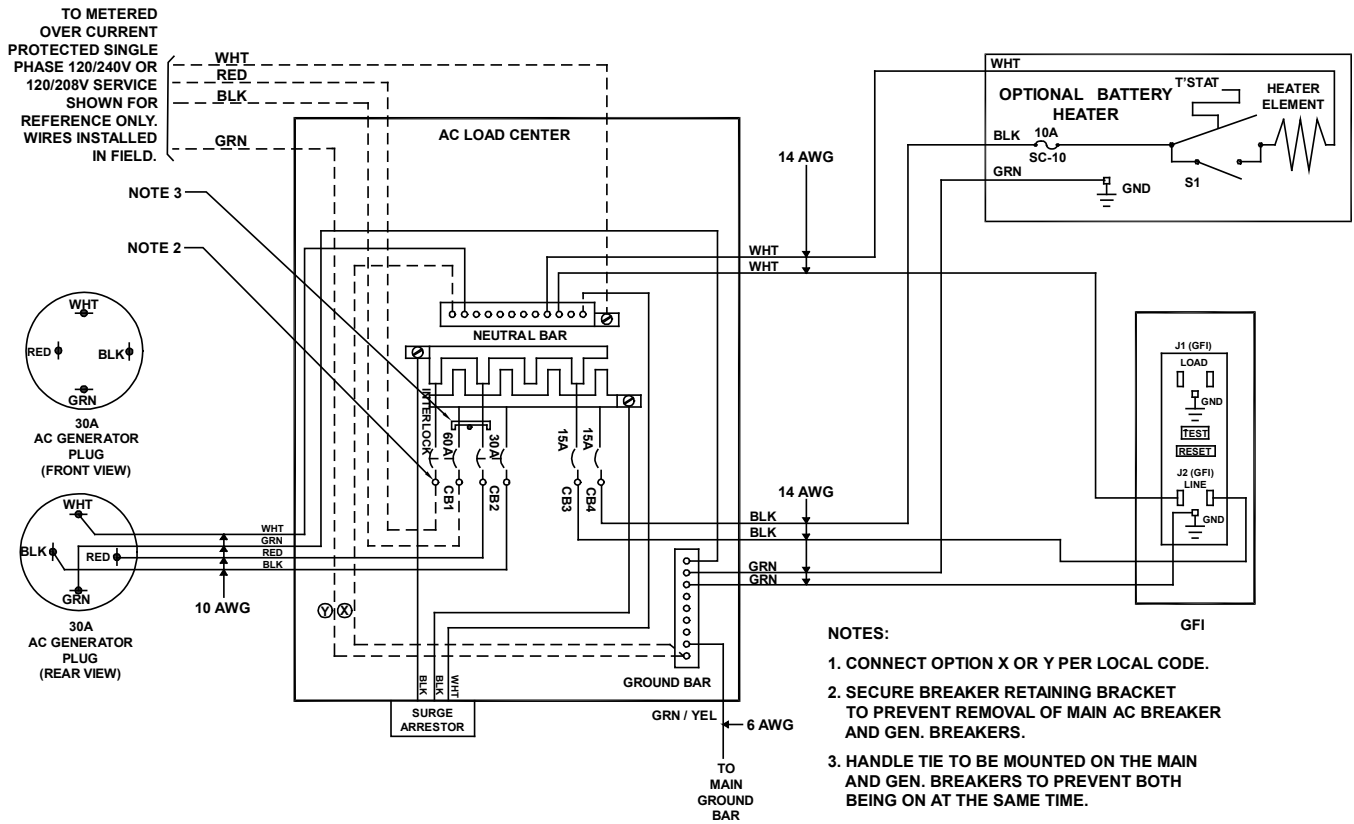 TO METERED
OVER CURRENT
PROTECTED SINGLE
PHASE 120/240V OR
120/208V SERVICE
SHOWN FOR
REFERENCE ONLY.
WIRES INSTALLED
IN FIELD.
WHT
RED
BLK
GRN
AC LOAD CENTER
NOTE 3
NOTE 2
14 AWG
WHT
OPTIONAL BATTERY
HEATER
T'STAT
HEATER
ELEMENT
BLK
10A
SC-10
S1
GRN
GND
WHT
WHT
NEUTRAL BAR
INTERLOCK
60A
30A
15A
15A
CB1
CB2
CB3
CB4
WHT
RED
BLK
GRN
30A
AC GENERATOR
PLUG
(FRONT VIEW)
WHT
BLK
RED
GRN
30A
AC GENERATOR
PLUG
(REAR VIEW)
WHT
GRN
RED
BLK
10 AWG
Y X
14 AWG
BLK
BLK
GRN
GRN
J1 (GFI)
LOAD
GND
TEST
RESET
J2 (GFI)
LINE
GND
GFI
BLK
BLK
WHT
SURGE
ARRESTOR
GROUND BAR
GRN / YEL
6 AWG
TO
MAIN
GROUND
BAR
NOTES:
1. CONNECT OPTION X OR Y PER LOCAL CODE.
2. SECURE BREAKER RETAINING BRACKET
TO PREVENT REMOVAL OF MAIN AC BREAKER
AND GEN. BREAKERS.
3. HANDLE TIE TO BE MOUNTED ON THE MAIN
AND GEN. BREAKERS TO PREVENT BOTH
BEING ON AT THE SAME TIME.